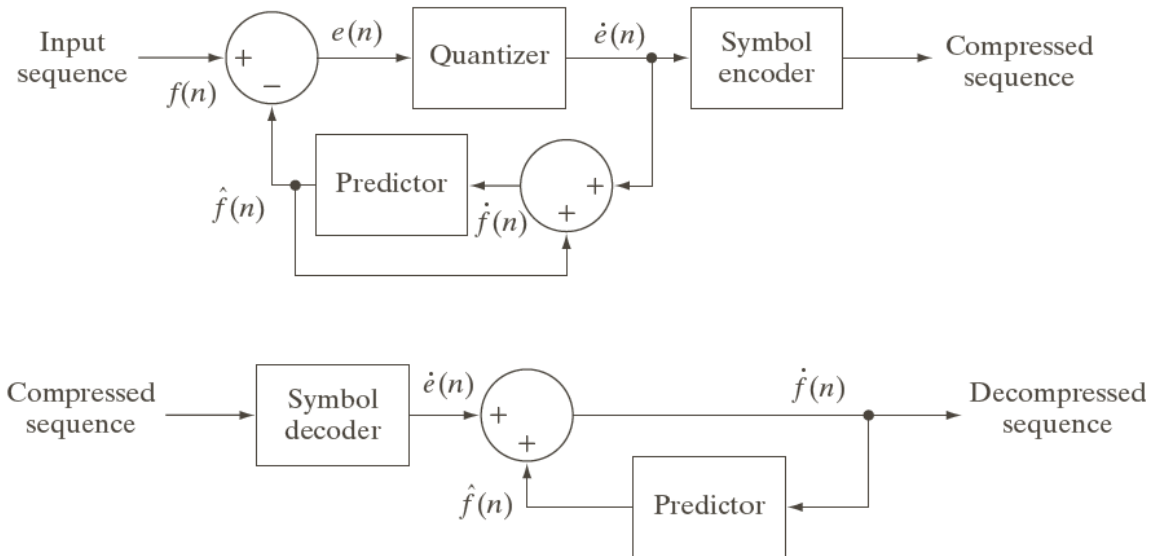 Input
sequence
f(n)
+
−
e(n)
Quantizer
ė(n)
Symbol
encoder
Compressed
sequence
f̂(n)
Predictor
ḟ(n)
+
+
Compressed
sequence
Symbol
decoder
ė(n)
+
+
ḟ(n)
Decompressed
sequence
f̂(n)
Predictor